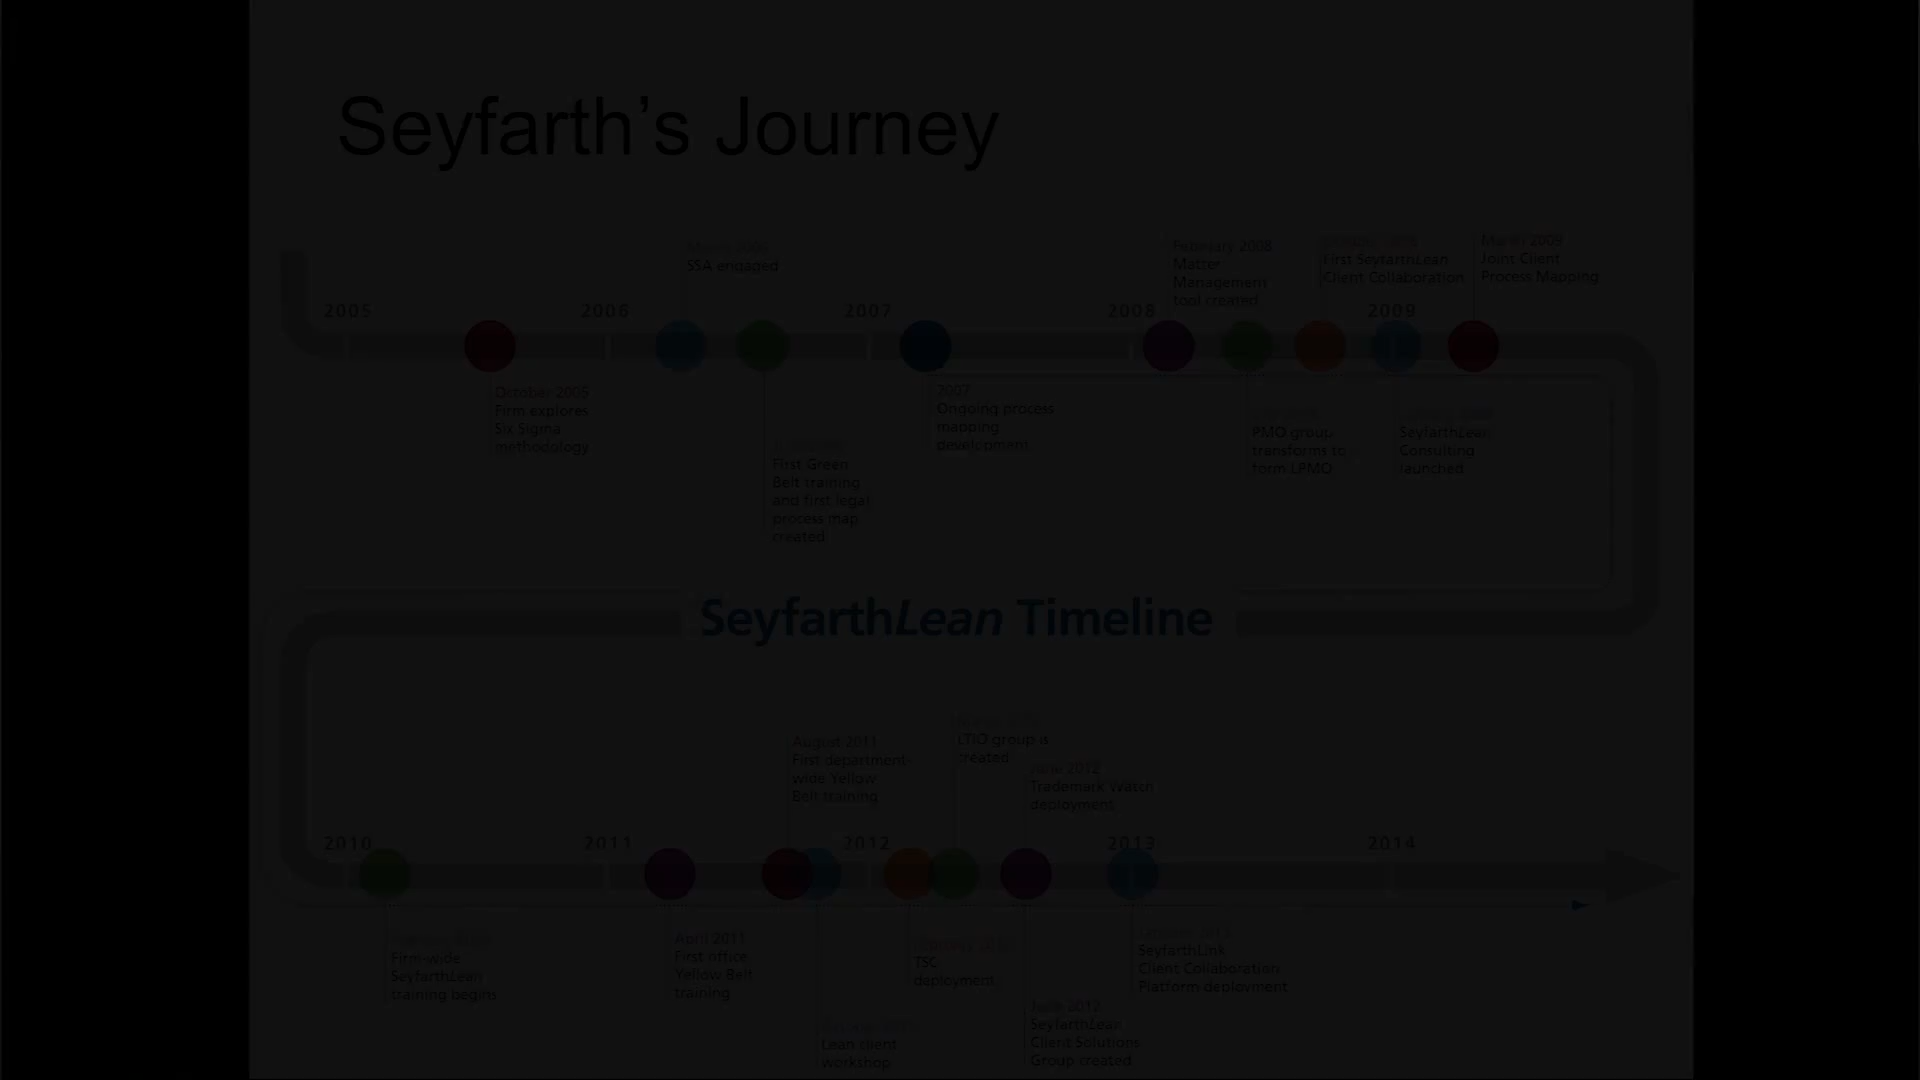 Seyfarth's Journey
SSA engaged
February 2008
Matter
Management
tool created
First SeyfarthLean
Client Collaboration
March 2009
Joint Client
Process Mapping
2005
2006
2007
2008
2009
October 2005
Firm explores
Six Sigma
methodology
First Green
Belt training
and first legal
process map
created
2007
Ongoing process
mapping
development
PMO group
transforms to
form LPMO
SeyfarthLean
Consulting
launched
SeyfarthLean Timeline
August 2011
First department-
wide Yellow
Belt training
LTIO group is
created
June 2012
Trademark Watch
deployment
2010
2011
2012
2013
2014
Firm-wide
SeyfarthLean
training begins
April 2011
First office
Yellow Belt
training
Lean client
workshop
TSC
deployment
June 2012
SeyfarthLean
Client Solutions
Group created
SeyfarthLink
Client Collaboration
Platform deployment